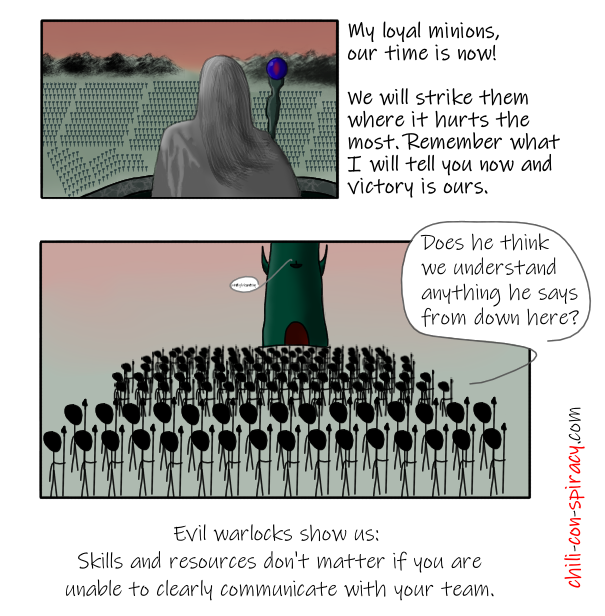 My loyal minions,
our time is now!
We will strike them
where it hurts the
most. Remember what
I will tell you now and
victory is ours.
Does he think
we understand
anything he says
from down here?
chili-con-spiracy.com
Evil warlocks show us:
Skills and resources don't matter if you are
unable to clearly communicate with your team.